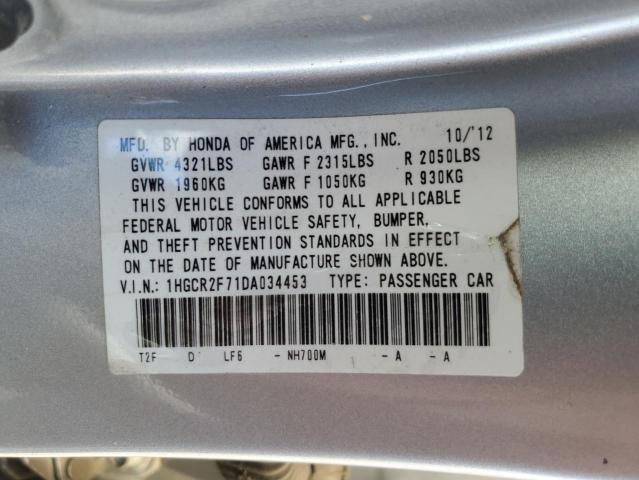 MFD. BY HONDA OF AMERICA MFG., INC. 10/'12
GVWR 4321LBS GAWR F 2315LBS R 2050LBS
GVWR 1960KG GAWR F 1050KG R 930KG
THIS VEHICLE CONFORMS TO ALL APPLICABLE
FEDERAL MOTOR VEHICLE SAFETY, BUMPER,
AND THEFT PREVENTION STANDARDS IN EFFECT
ON THE DATE OF MANUFACTURE SHOWN ABOVE.
V.I.N.: 1HGCR2F71DA034453 TYPE: PASSENGER CAR
T2F D LF6 - NH700M - A - A